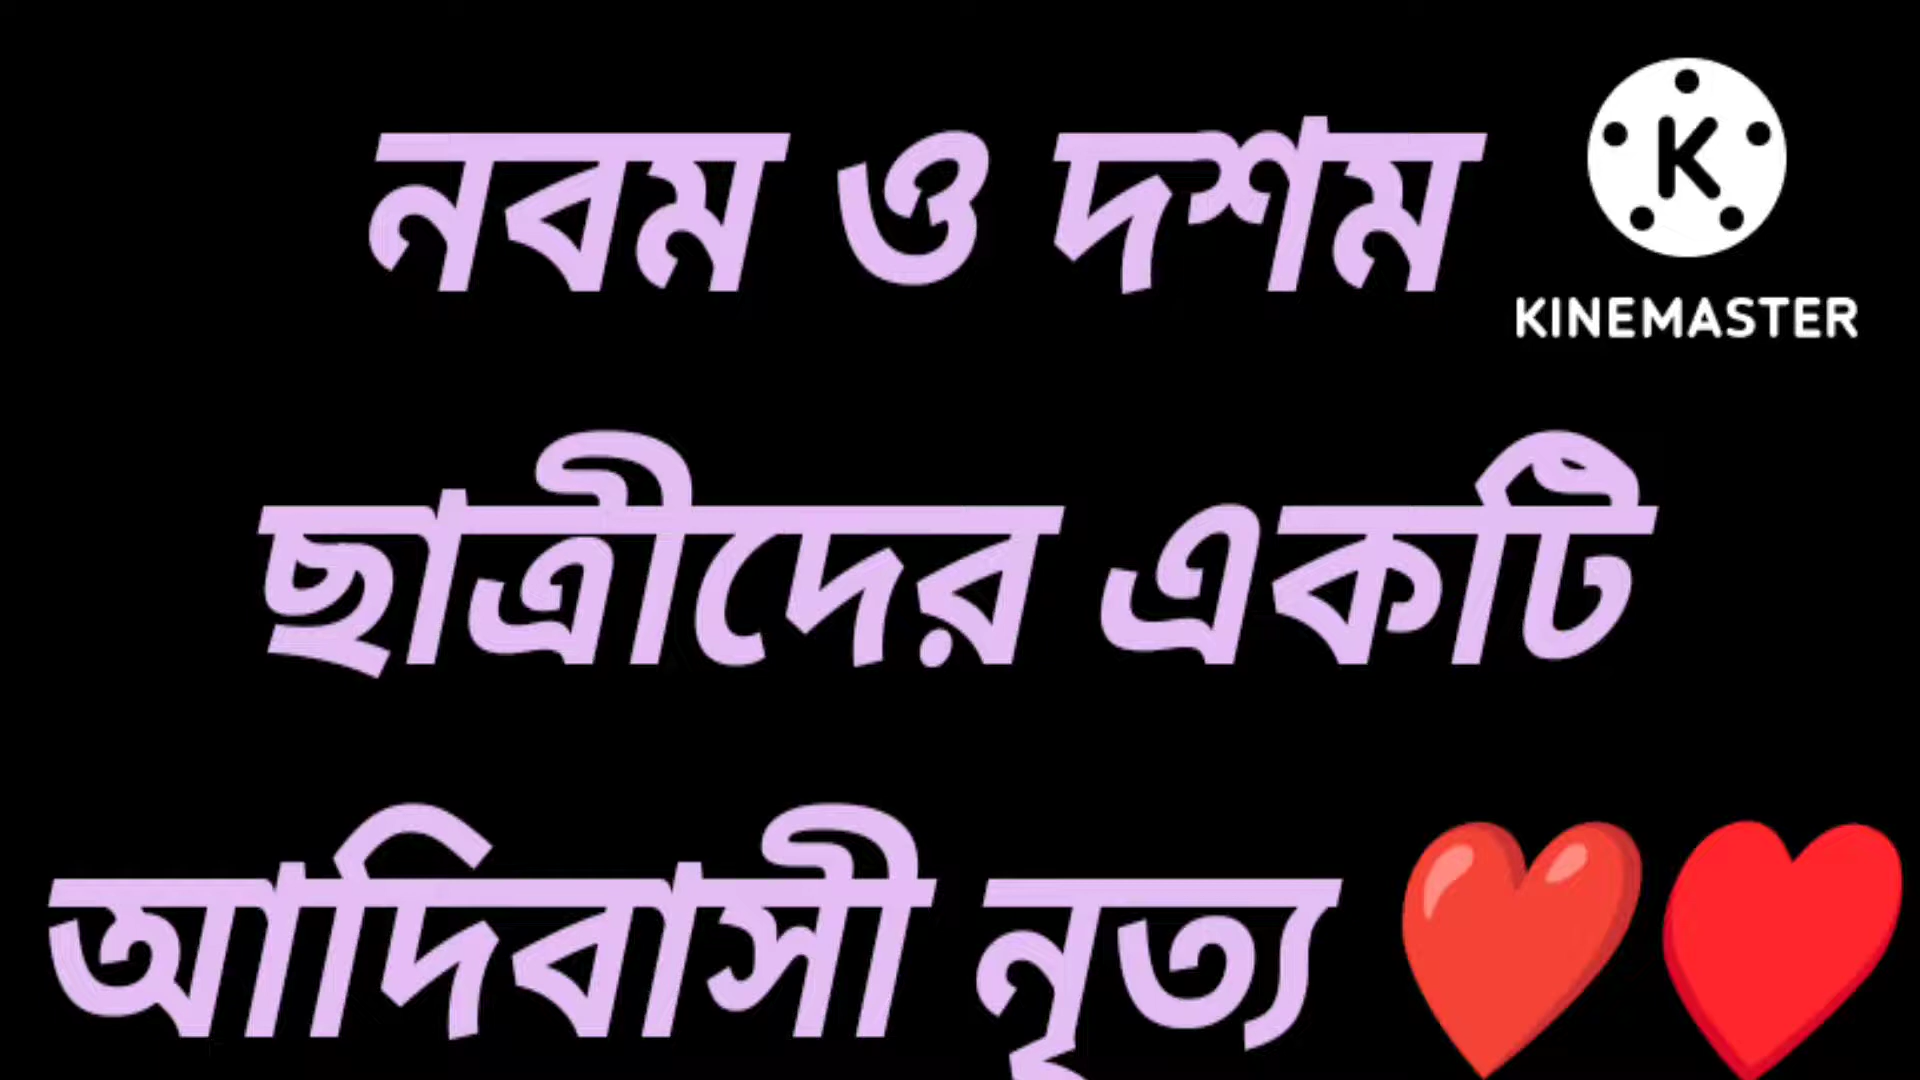 নবম ও দশম
KINEMASTER
ছাত্রীদের একটি
আদিবাসী নৃত্য ❤️♥️